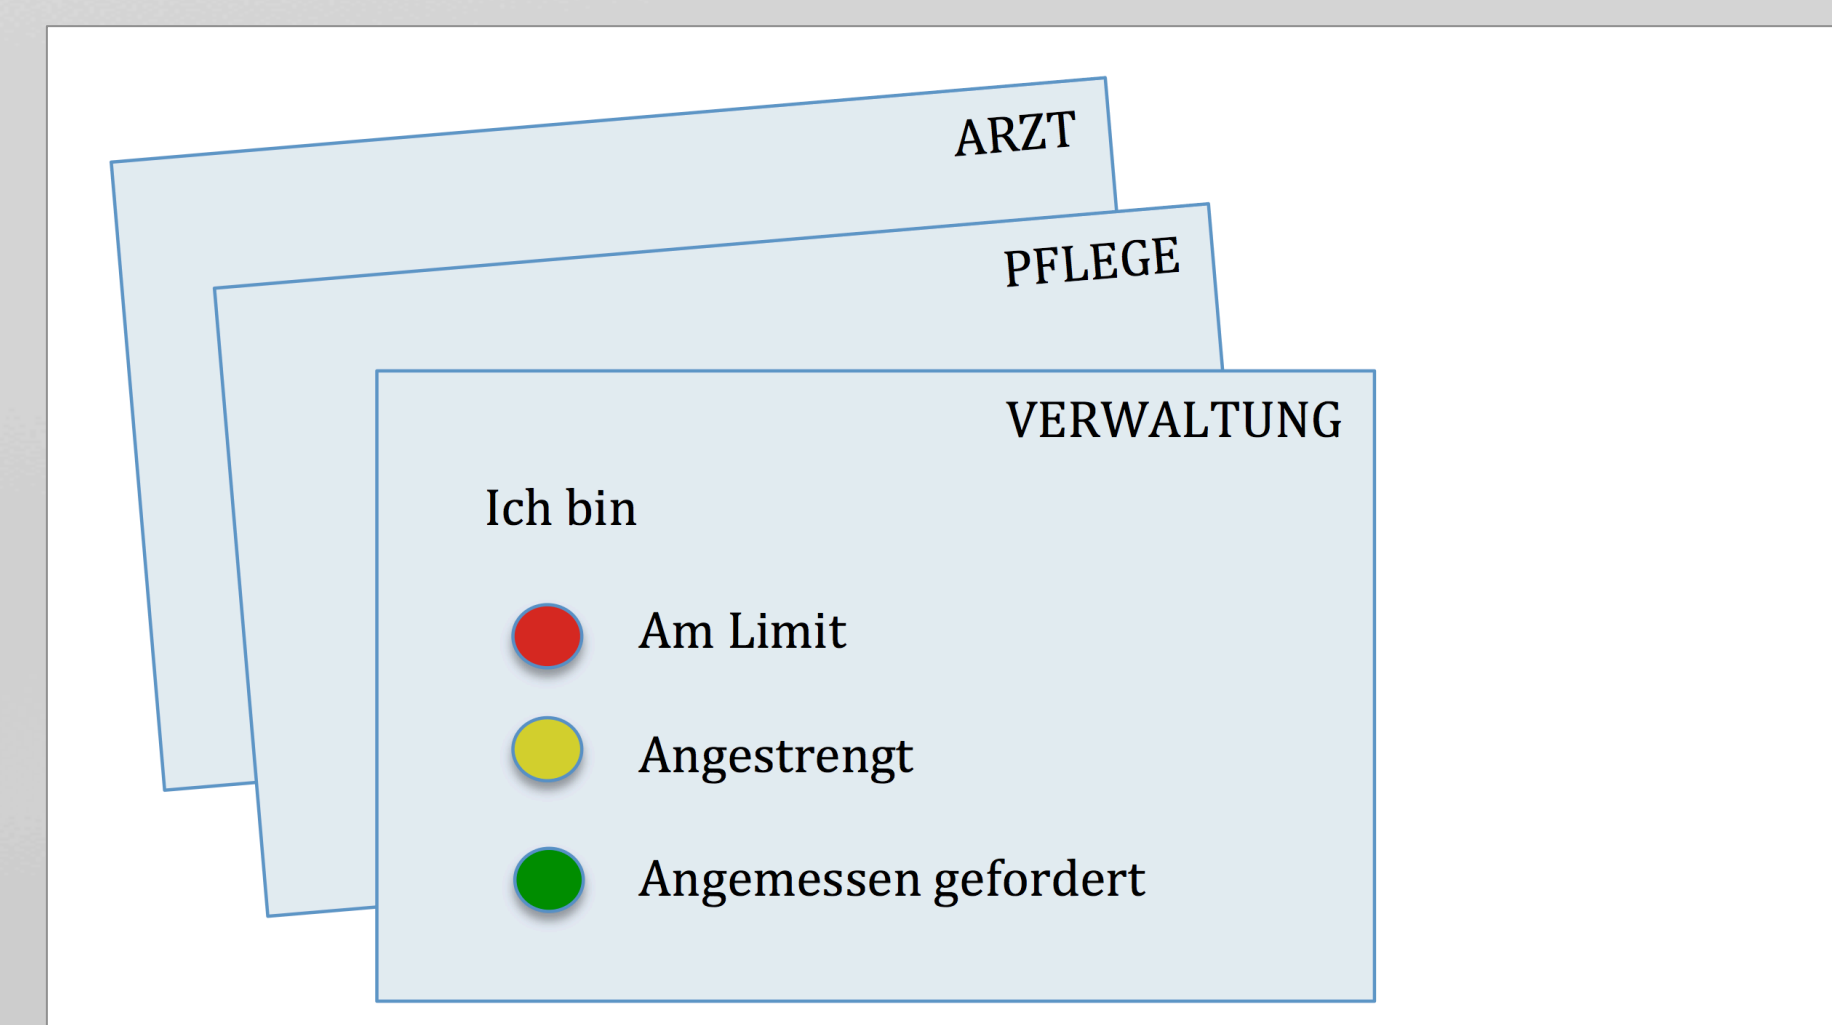 ARZT
PFLEGE
VERWALTUNG
Ich bin
Am Limit
Angestrengt
Angemessen gefordert